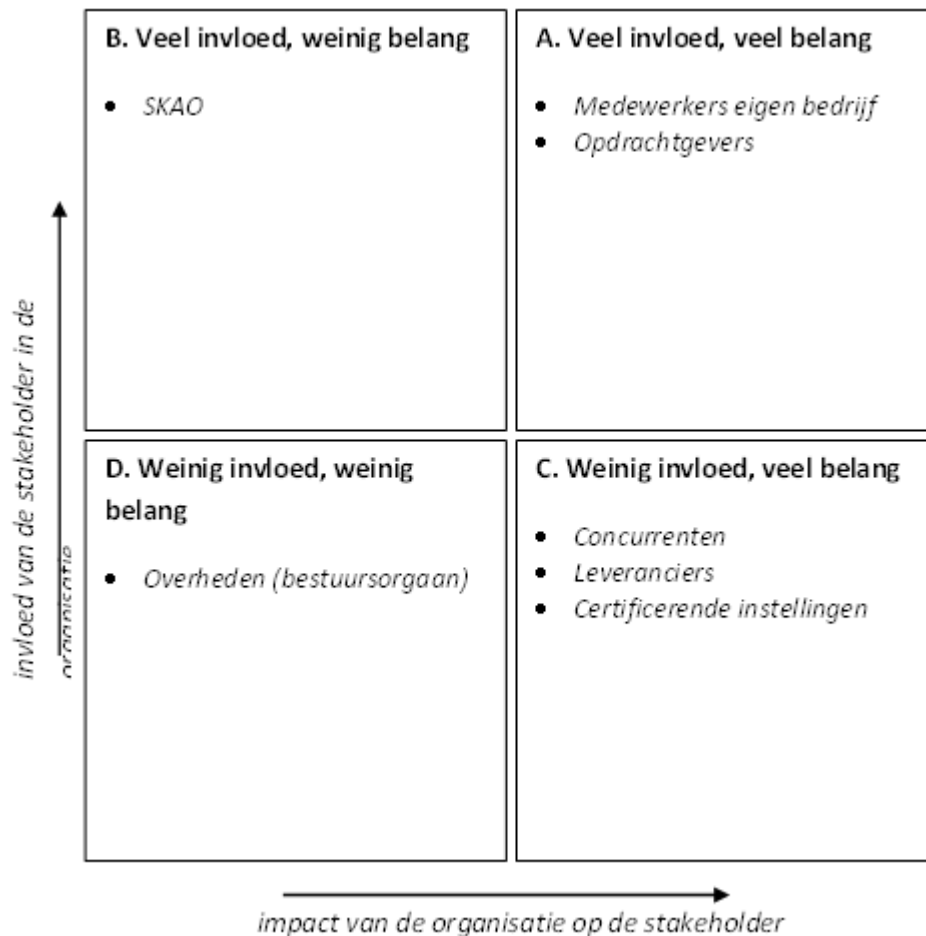 B. Veel invloed, weinig belang
• SKAO
A. Veel invloed, veel belang
• Medewerkers eigen bedrijf
• Opdrachtgevers
D. Weinig invloed, weinig
belang
• Overheden (bestuursorgaan)
C. Weinig invloed, veel belang
• Concurrenten
• Leveranciers
• Certificerende instellingen
invloed van de stakeholder in de
organisatie
impact van de organisatie op de stakeholder